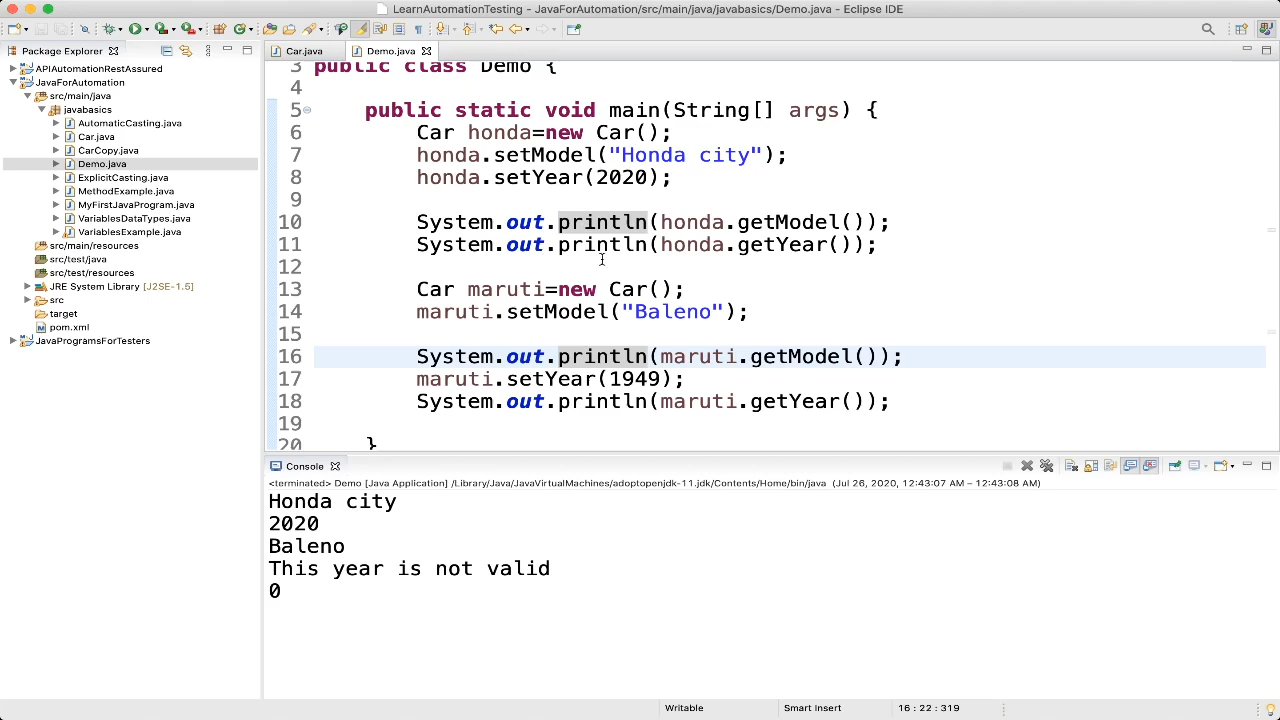 LearnAutomationTesting - JavaForAutomation/src/main/java/javabasics/Demo.java - Eclipse IDE
Package Explorer
APIAutomationRestAssured
JavaForAutomation
src/main/java
javabasics
AutomaticCasting.java
Car.java
CarCopy.java
Demo.java
ExplicitCasting.java
MethodExample.java
MyFirstJavaProgram.java
VariablesDataTypes.java
VariablesExample.java
src/main/resources
src/test/java
src/test/resources
JRE System Library [J2SE-1.5]
src
target
pom.xml
JavaProgramsForTesters
Car.java Demo.java
3 public class Demo {
4
5 public static void main(String[] args) {
6 Car honda=new Car();
7 honda.setModel("Honda city");
8 honda.setYear(2020);
9
10 System.out.println(honda.getModel());
11 System.out.println(honda.getYear());
12
13 Car maruti=new Car();
14 maruti.setModel("Baleno");
15
16 System.out.println(maruti.getModel());
17 maruti.setYear(1949);
18 System.out.println(maruti.getYear());
19
20 }
Console
<terminated> Demo [Java Application] /Library/Java/JavaVirtualMachines/adoptopenjdk-11.jdk/Contents/Home/bin/java (Jul 26, 2020, 12:43:07 AM – 12:43:08 AM)
Honda city
2020
Baleno
This year is not valid
0
Writable Smart Insert 16 : 22 : 319